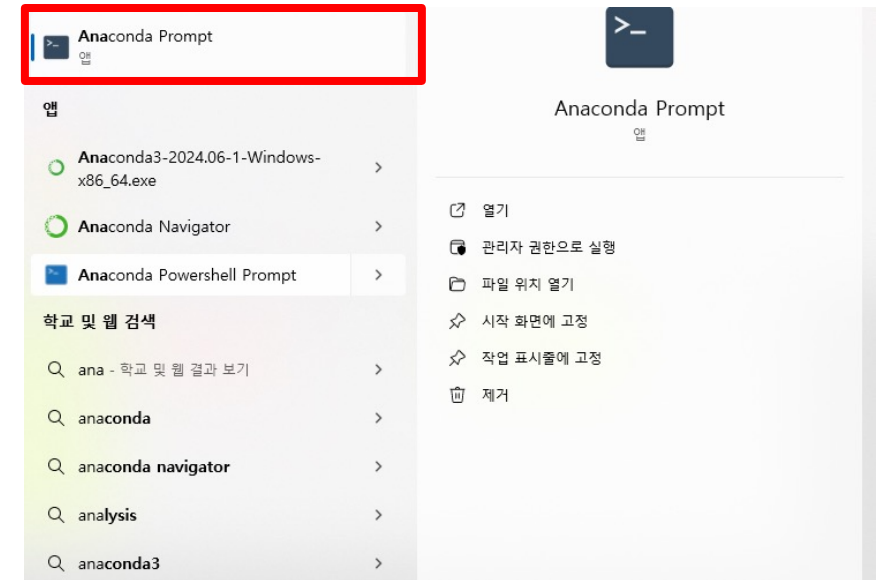 Anaconda Prompt
앱
앱
Anaconda3-2024.06-1-Windows-
x86_64.exe
Anaconda Navigator
Anaconda Powershell Prompt
학교 및 웹 검색
ana - 학교 및 웹 결과 보기
anaconda
anaconda navigator
analysis
anaconda3
Anaconda Prompt
앱
열기
관리자 권한으로 실행
파일 위치 열기
시작 화면에 고정
작업 표시줄에 고정
제거